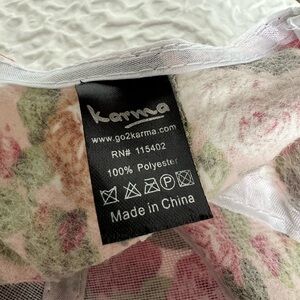 karma
www.go2karma.com
RN# 115402
100% Polyester
Made in China